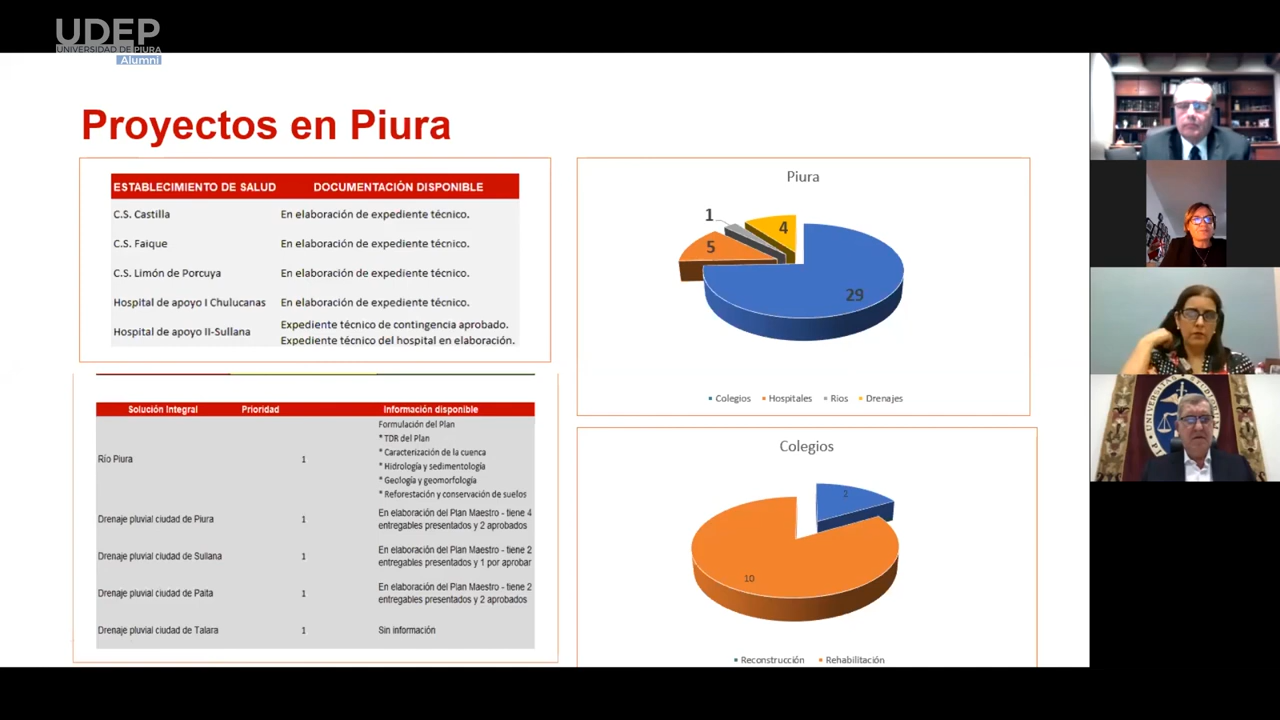 UDEP
UNIVERSIDAD DE PIURA
Alumni
Proyectos en Piura
ESTABLECIMIENTO DE SALUD DOCUMENTACIÓN DISPONIBLE
C.S. Castilla En elaboración de expediente técnico.
C.S. Faique En elaboración de expediente técnico.
C.S. Limón de Porcuya En elaboración de expediente técnico.
Hospital de apoyo I Chulucanas En elaboración de expediente técnico.
Hospital de apoyo II-Sullana Expediente técnico de contingencia aprobado.
Expediente técnico del hospital en elaboración.
Solución Integral Prioridad Información disponible
Río Piura 1 Formulación del Plan
* TDR del Plan
* Caracterización de la cuenca
* Hidrología y sedimentología
* Geología y geomorfología
* Reforestación y conservación de suelos
Drenaje pluvial ciudad de Piura 1 En elaboración del Plan Maestro - tiene 4
entregables presentados y 2 aprobados
Drenaje pluvial ciudad de Sullana 1 En elaboración del Plan Maestro - tiene 2
entregables presentados y 1 por aprobar
Drenaje pluvial ciudad de Paita 1 En elaboración del Plan Maestro - tiene 2
entregables presentados y 2 aprobados
Drenaje pluvial ciudad de Talara 1 Sin información
Piura
1
4
5
29
Colegios Hospitales Rios Drenajes
Colegios
2
10
Reconstrucción Rehabilitación